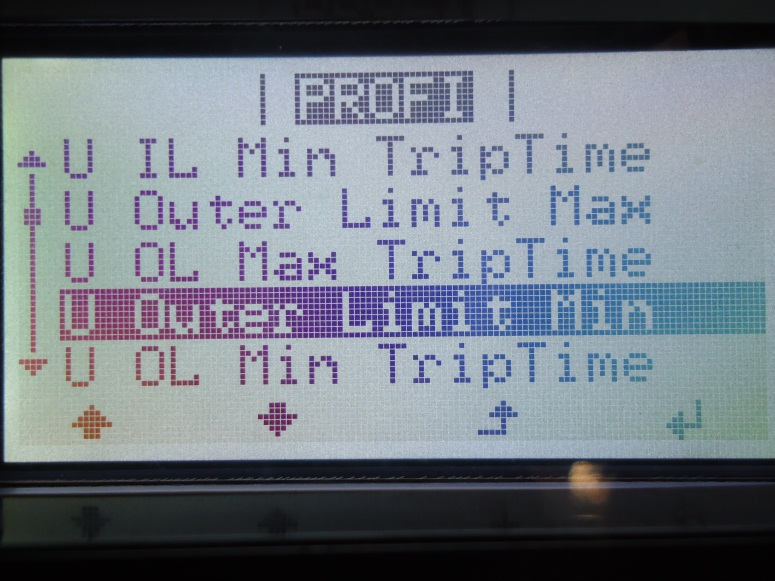 | PROFI |
U IL Min TripTime
U Outer Limit Max
U OL Max TripTime
U Outer Limit Min
U OL Min TripTime